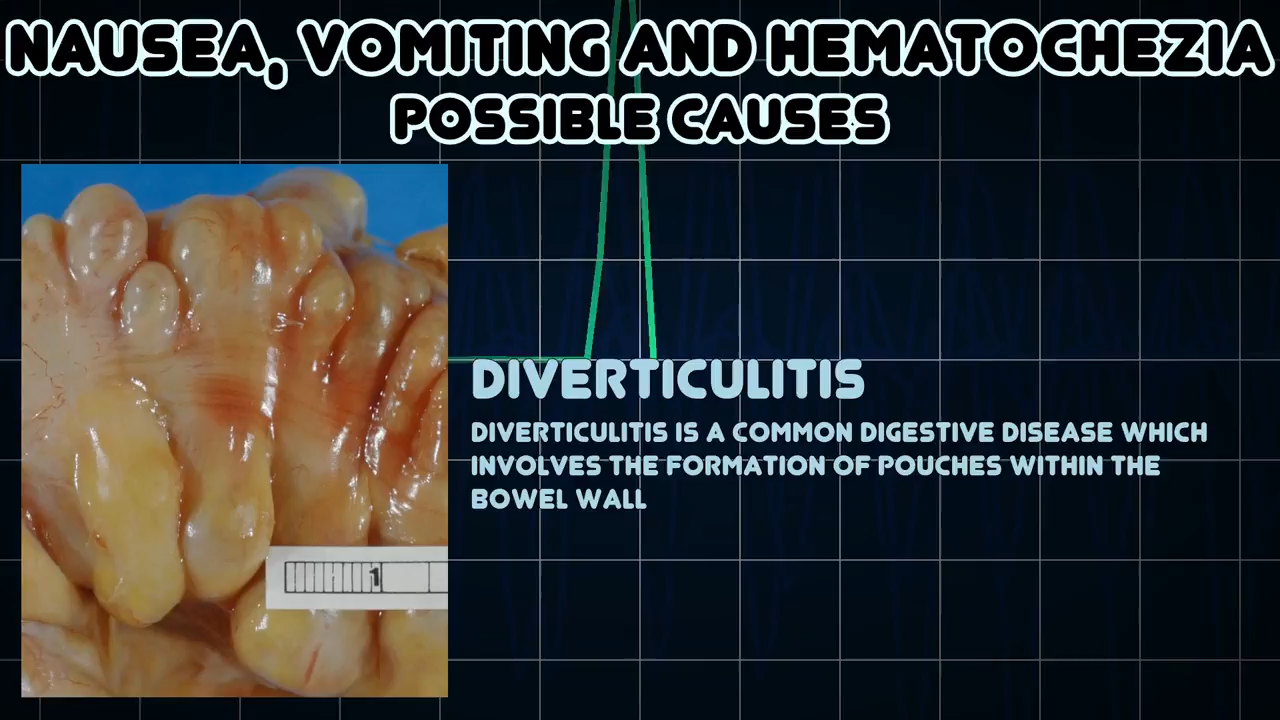 NAUSEA, VOMITING AND HEMATOCHEZIA
POSSIBLE CAUSES
DIVERTICULITIS
DIVERTICULITIS IS A COMMON DIGESTIVE DISEASE WHICH
INVOLVES THE FORMATION OF POUCHES WITHIN THE
BOWEL WALL
1